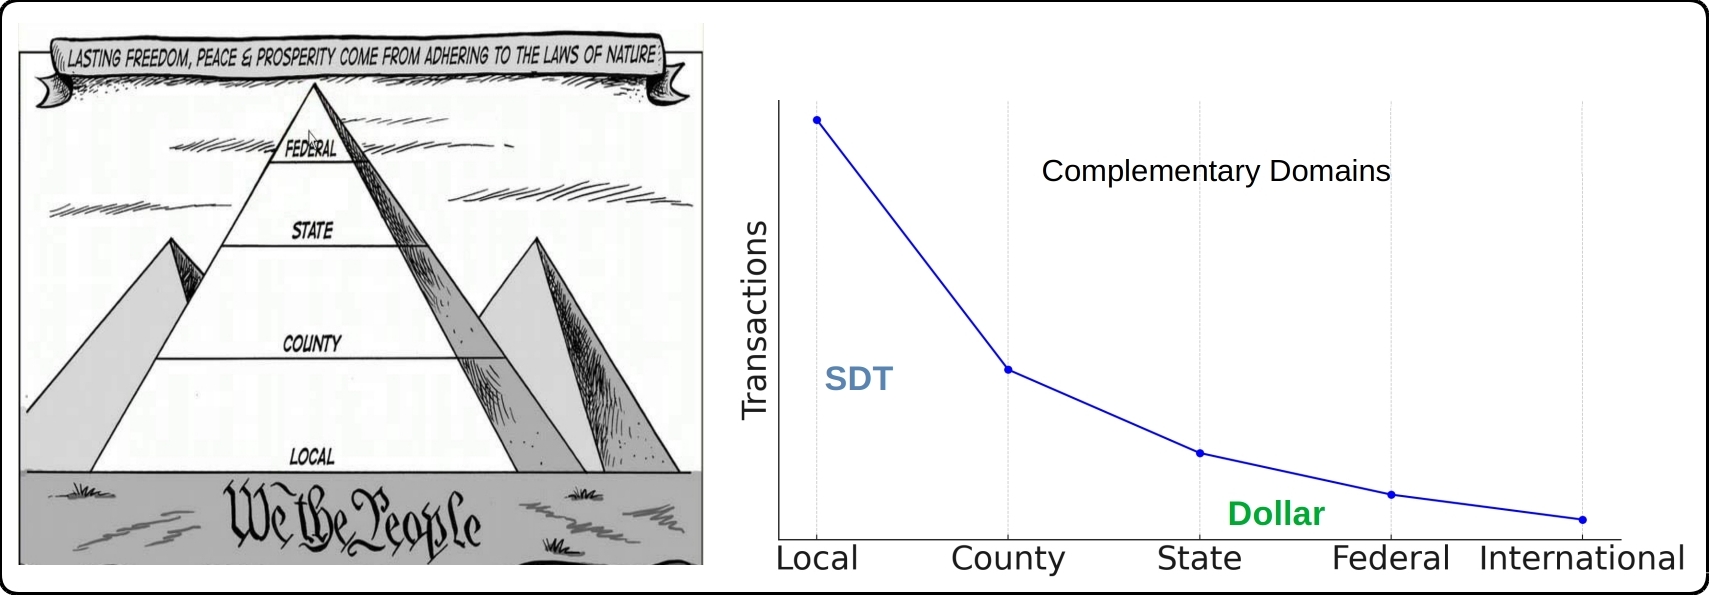 LASTING FREEDOM, PEACE & PROSPERITY COME FROM ADHERING TO THE LAWS OF NATURE
FEDERAL
STATE
COUNTY
LOCAL
We the People
Complementary Domains
Transactions
SDT
Dollar
Local County State Federal International